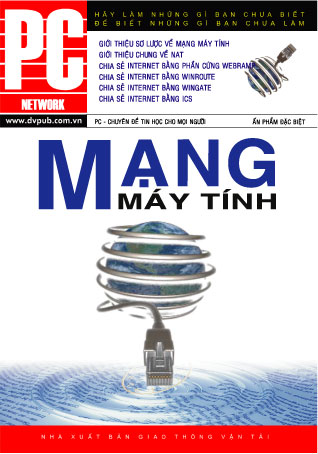 HÃY LÀM NHỮNG GÌ BẠN CHƯA BIẾT
ĐỂ BIẾT NHỮNG GÌ BẠN CHƯA LÀM
PC
NETWORK
GIỚI THIỆU SƠ LƯỢC VỀ MẠNG MÁY TÍNH
GIỚI THIỆU CHUNG VỀ NAT
CHIA SẺ INTERNET BẰNG PHẦN CỨNG WEBRAMP
CHIA SẺ INTERNET BẰNG WINROUTE
CHIA SẺ INTERNET BẰNG WINGATE
CHIA SẺ INTERNET BẰNG ICS
www.dvpub.com.vn
PC - CHUYÊN ĐỀ TIN HỌC CHO MỌI NGƯỜI
ẤN PHẨM ĐẶC BIỆT
MẠNG
MÁY TÍNH
NHÀ XUẤT BẢN GIAO THÔNG VẬN TẢI